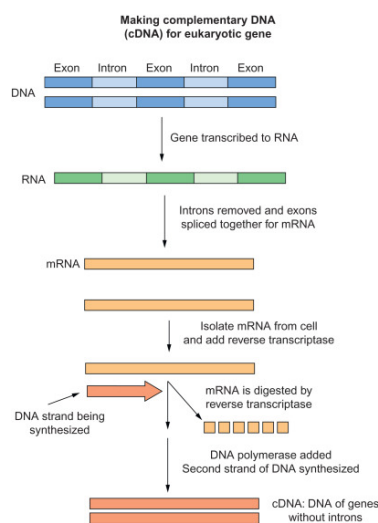 Making complementary DNA
(cDNA) for eukaryotic gene
Exon Intron Exon Intron Exon
DNA
Gene transcribed to RNA
RNA
Introns removed and exons
spliced together for mRNA
mRNA
Isolate mRNA from cell
and add reverse transcriptase
mRNA is digested by
reverse transcriptase
DNA strand being
synthesized
DNA polymerase added
Second strand of DNA synthesized
cDNA: DNA of genes
without introns